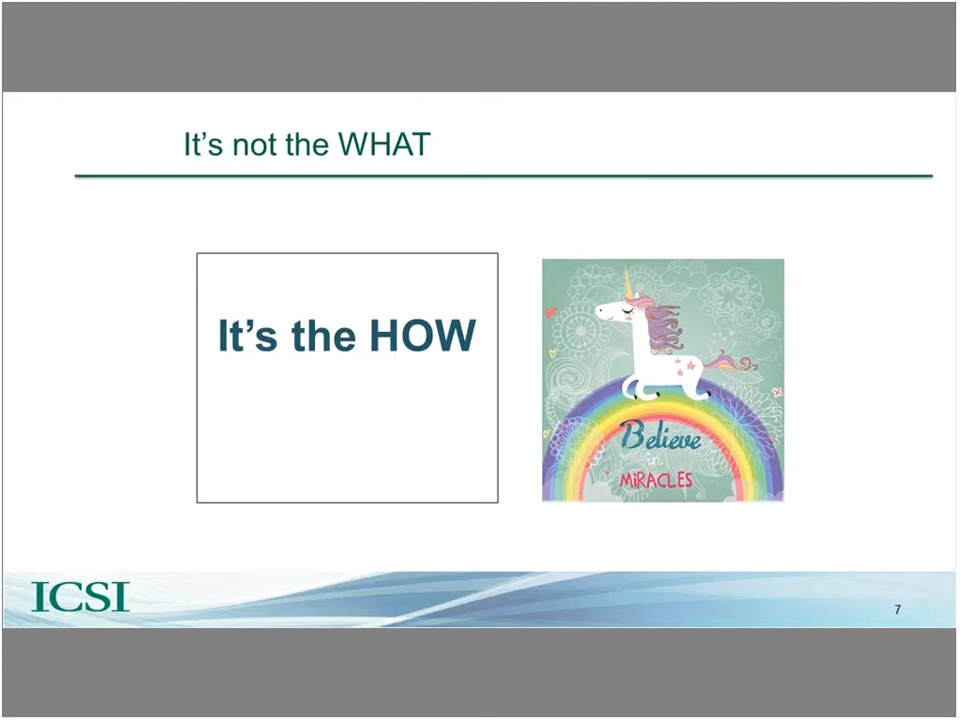 It's not the WHAT
It's the HOW
Believe
in
MiRACLES
ICSI
7